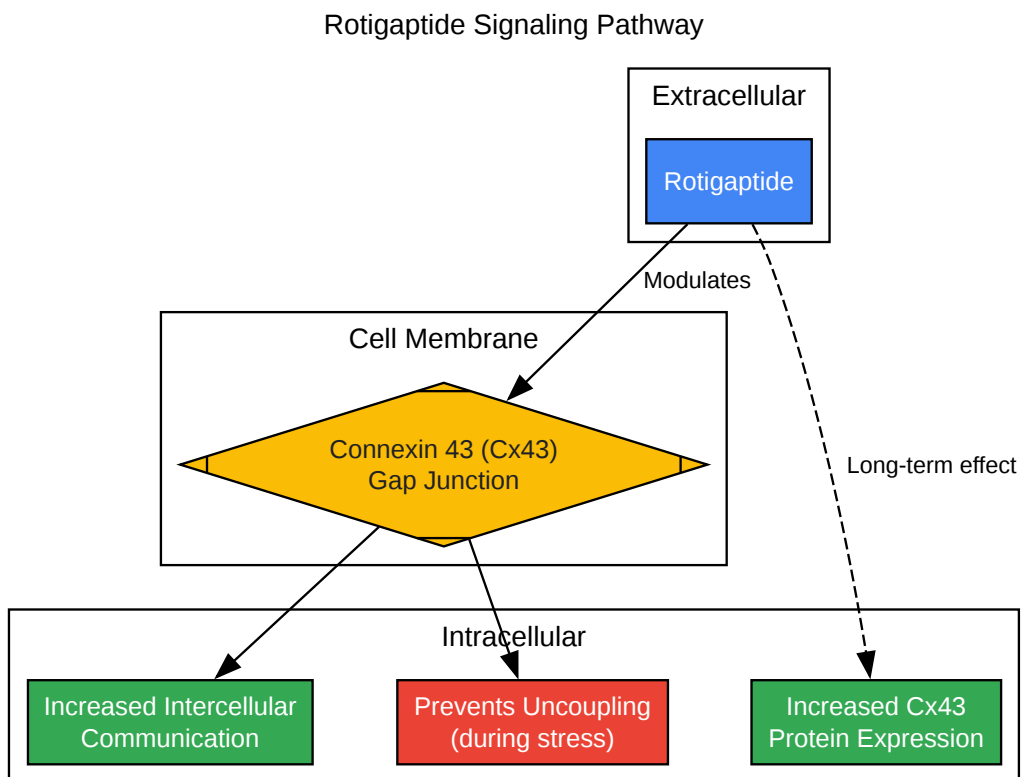 Rotigaptide Signaling Pathway
Extracellular
Rotigaptide
Modulates
Cell Membrane
Connexin 43 (Cx43)
Gap Junction
Long-term effect
Intracellular
Increased Intercellular
Communication
Prevents Uncoupling
(during stress)
Increased Cx43
Protein Expression